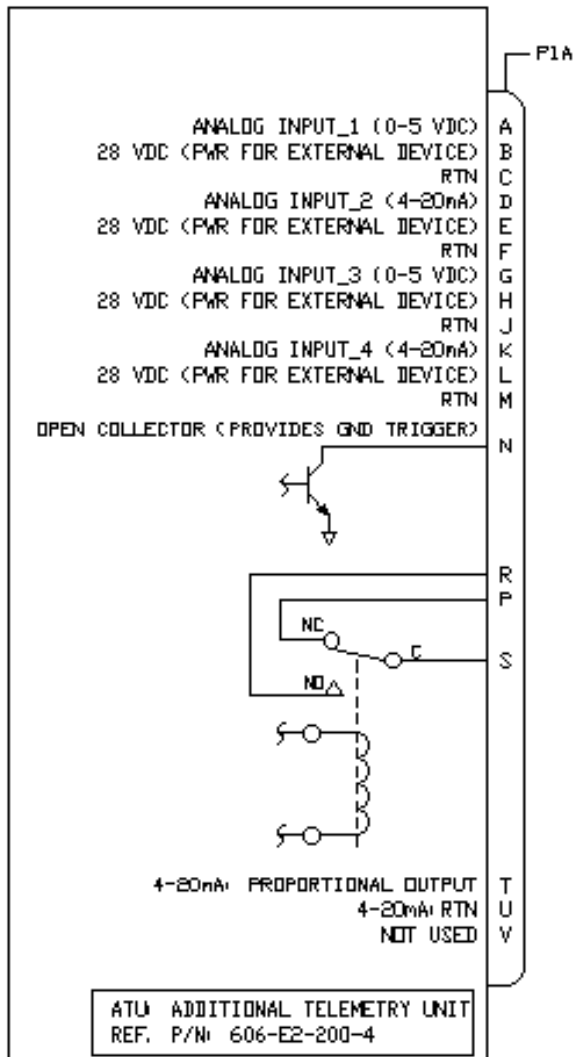 P1A
ANALOG INPUT_1 (0-5 VDC) A
28 VDC (PWR FOR EXTERNAL DEVICE) B
RTN C
ANALOG INPUT_2 (4-20mA) D
28 VDC (PWR FOR EXTERNAL DEVICE) E
RTN F
ANALOG INPUT_3 (0-5 VDC) G
28 VDC (PWR FOR EXTERNAL DEVICE) H
RTN J
ANALOG INPUT_4 (4-20mA) K
28 VDC (PWR FOR EXTERNAL DEVICE) L
RTN M
OPEN COLLECTOR (PROVIDES GND TRIGGER)
N
R
P
NC
C
S
NO
4-20mA: PROPORTIONAL OUTPUT T
4-20mA: RTN U
NOT USED V
ATU: ADDITIONAL TELEMETRY UNIT
REF. P/N: 606-E2-200-4